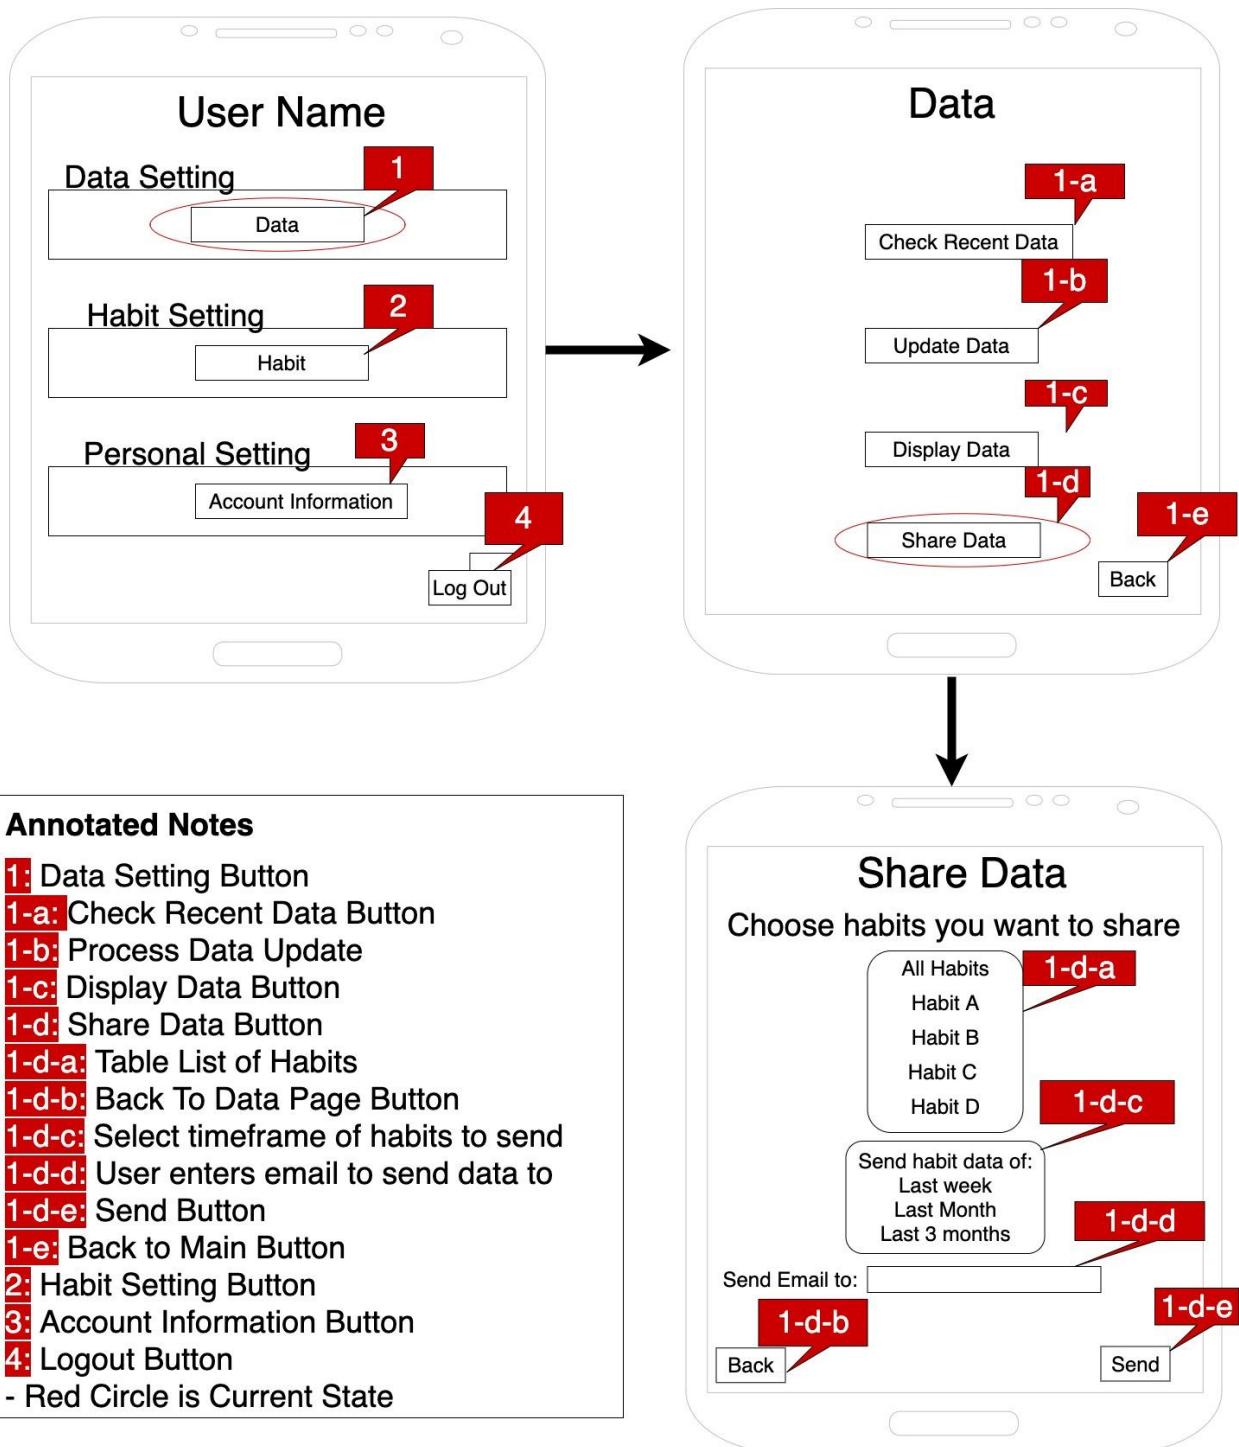 User Name
Data Setting
1
Data
Habit Setting
2
Habit
Personal Setting
3
Account Information
4
Log Out
Data
1-a
Check Recent Data
1-b
Update Data
1-c
Display Data
1-d
Share Data
1-e
Back
Share Data
Choose habits you want to share
All Habits
1-d-a
Habit A
Habit B
Habit C
Habit D
1-d-c
Send habit data of:
Last week
Last Month
Last 3 months
1-d-d
Send Email to:
1-d-b
1-d-e
Back
Send
Annotated Notes
1: Data Setting Button
1-a: Check Recent Data Button
1-b: Process Data Update
1-c: Display Data Button
1-d: Share Data Button
1-d-a: Table List of Habits
1-d-b: Back To Data Page Button
1-d-c: Select timeframe of habits to send
1-d-d: User enters email to send data to
1-d-e: Send Button
1-e: Back to Main Button
2: Habit Setting Button
3: Account Information Button
4: Logout Button
- Red Circle is Current State